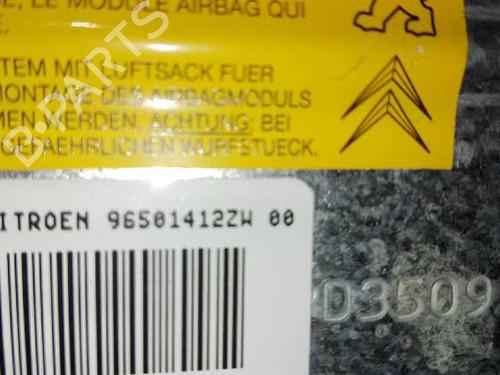 LE MODULE AIRBAG QUI
E.
TEM MIT LUFTSACK FUER
MONTAGE DES AIRBAGMODULS
MEN WERDEN. ACHTUNG: BEI
GEFAEHRLICHEN WURFSTUECK.
B-PARTS
ITROEN 96501412ZW 00
D3509